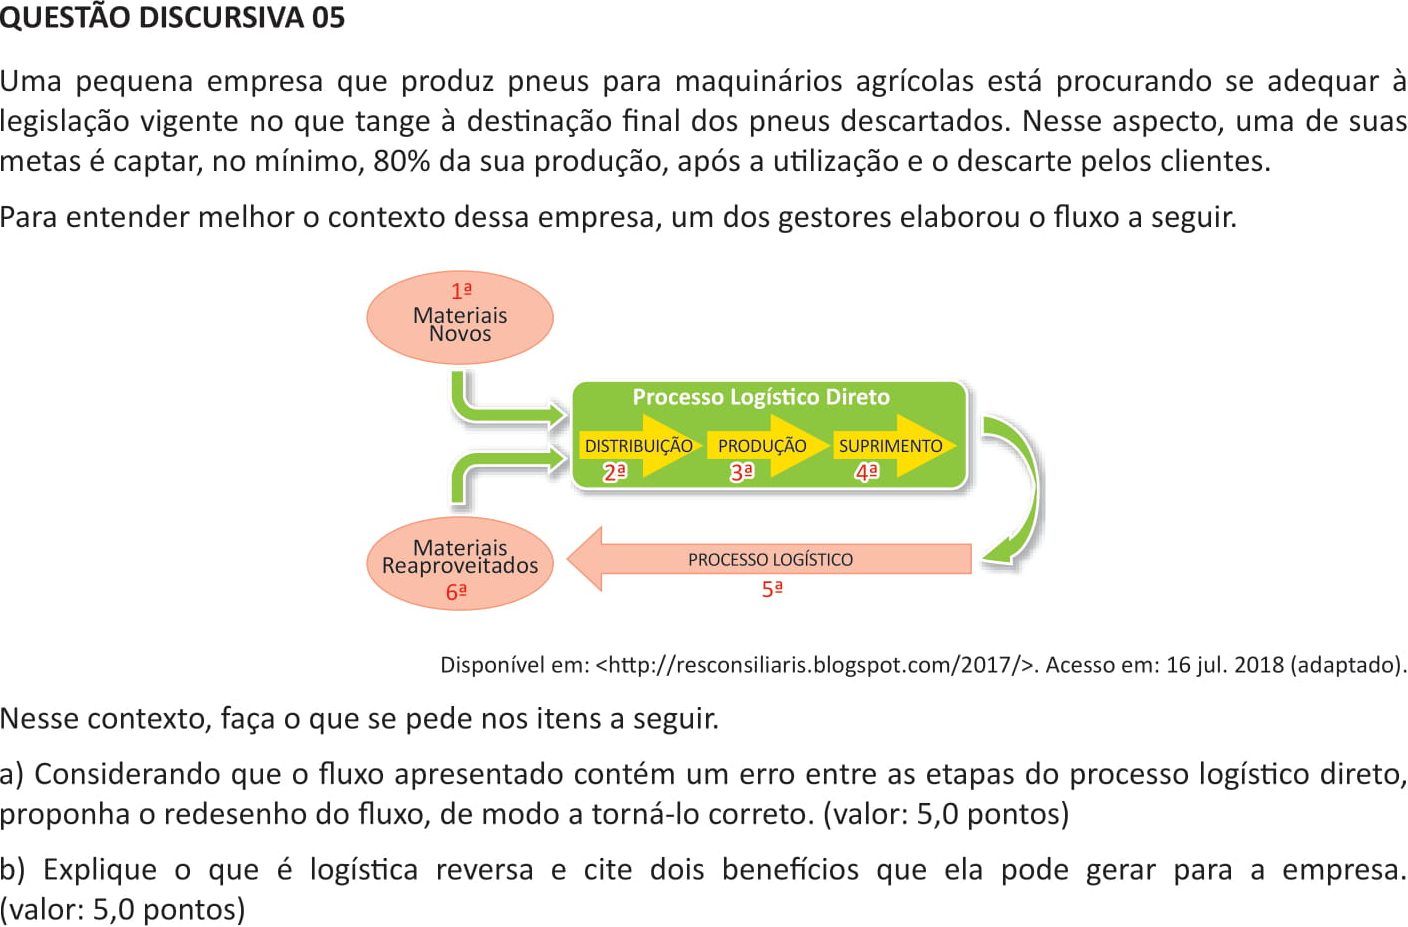 QUESTÃO DISCURSIVA 05
Uma pequena empresa que produz pneus para maquinários agrícolas está procurando se adequar à
legislação vigente no que tange à destinação final dos pneus descartados. Nesse aspecto, uma de suas
metas é captar, no mínimo, 80% da sua produção, após a utilização e o descarte pelos clientes.
Para entender melhor o contexto dessa empresa, um dos gestores elaborou o fluxo a seguir.
1ª
Materiais
Novos
Processo Logístico Direto
DISTRIBUIÇÃO PRODUÇÃO SUPRIMENTO
2ª 3ª 4ª
Materiais
Reaproveitados
6ª
PROCESSO LOGÍSTICO
5ª
Disponível em: <http://resconsiliaris.blogspot.com/2017/>. Acesso em: 16 jul. 2018 (adaptado).
Nesse contexto, faça o que se pede nos itens a seguir.
a) Considerando que o fluxo apresentado contém um erro entre as etapas do processo logístico direto,
proponha o redesenho do fluxo, de modo a torná-lo correto. (valor: 5,0 pontos)
b) Explique o que é logística reversa e cite dois benefícios que ela pode gerar para a empresa.
(valor: 5,0 pontos)